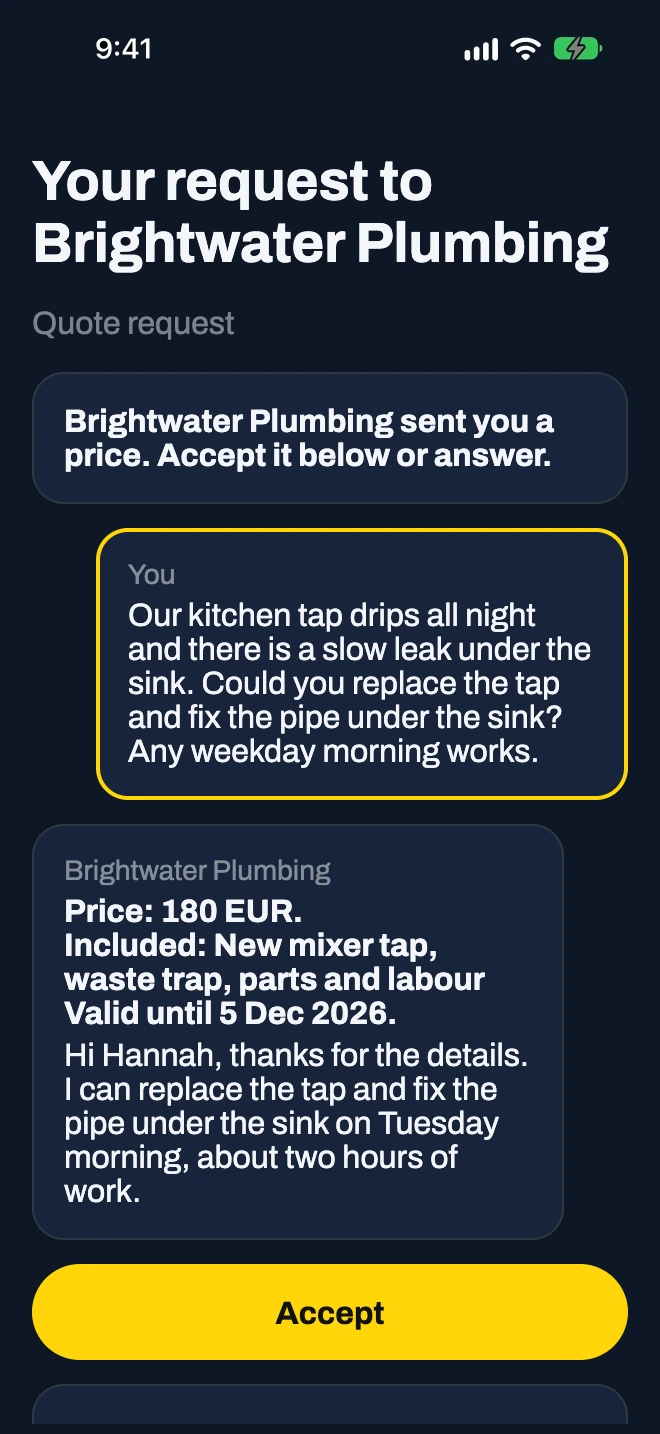 9:41
Your request to
Brightwater Plumbing
Quote request
Brightwater Plumbing sent you a
price. Accept it below or answer.
You
Our kitchen tap drips all night
and there is a slow leak under the
sink. Could you replace the tap
and fix the pipe under the sink?
Any weekday morning works.
Brightwater Plumbing
Price: 180 EUR.
Included: New mixer tap,
waste trap, parts and labour
Valid until 5 Dec 2026.
Hi Hannah, thanks for the details.
I can replace the tap and fix the
pipe under the sink on Tuesday
morning, about two hours of
work.
Accept